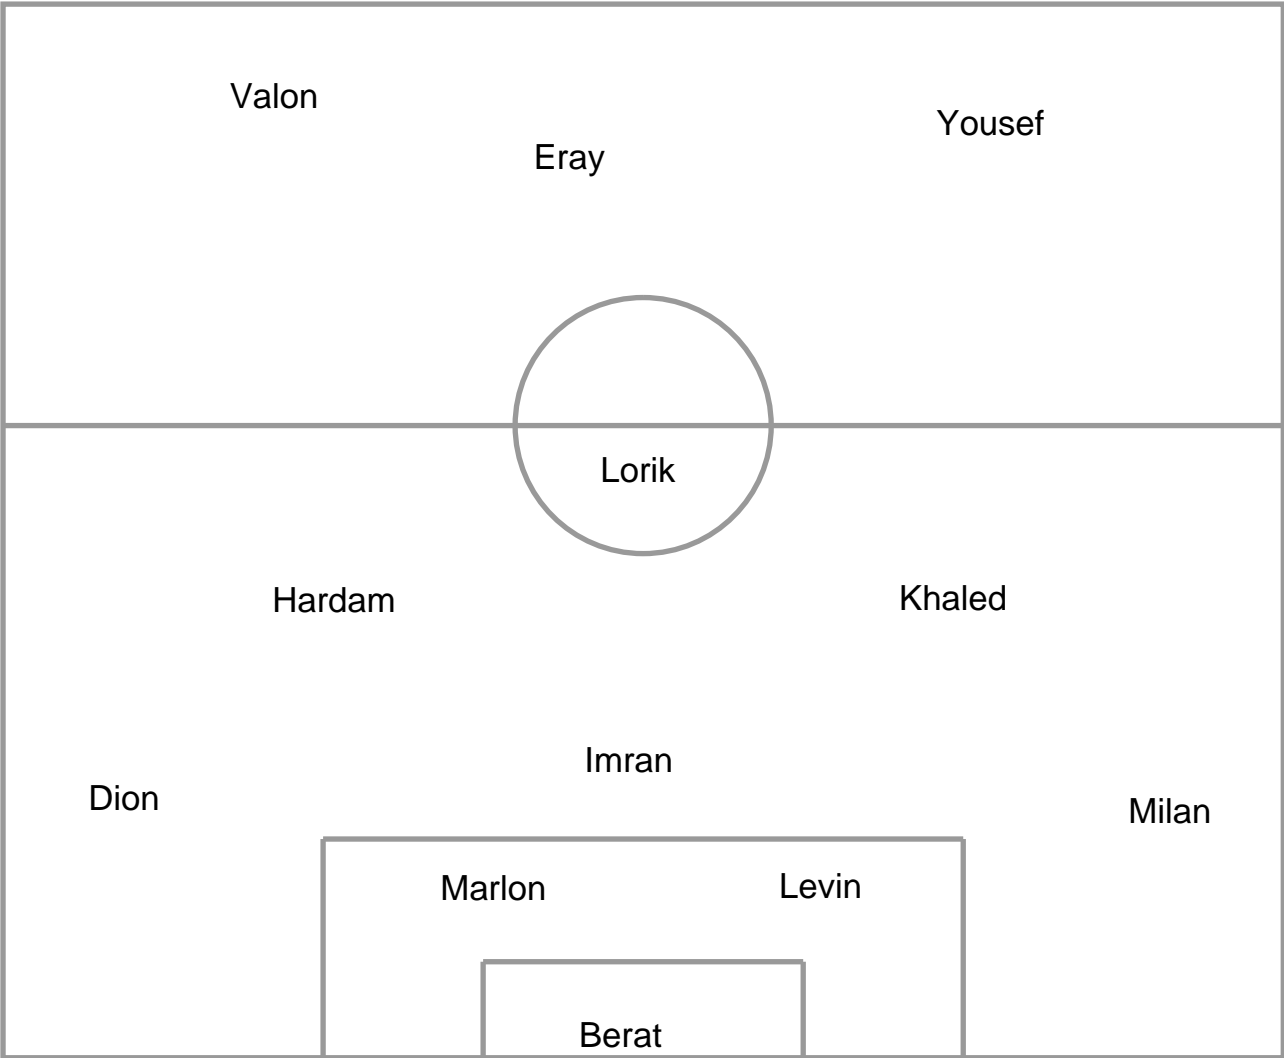 Valon
Yousef
Eray
Lorik
Hardam
Khaled
Imran
Dion
Milan
Marlon
Levin
Berat